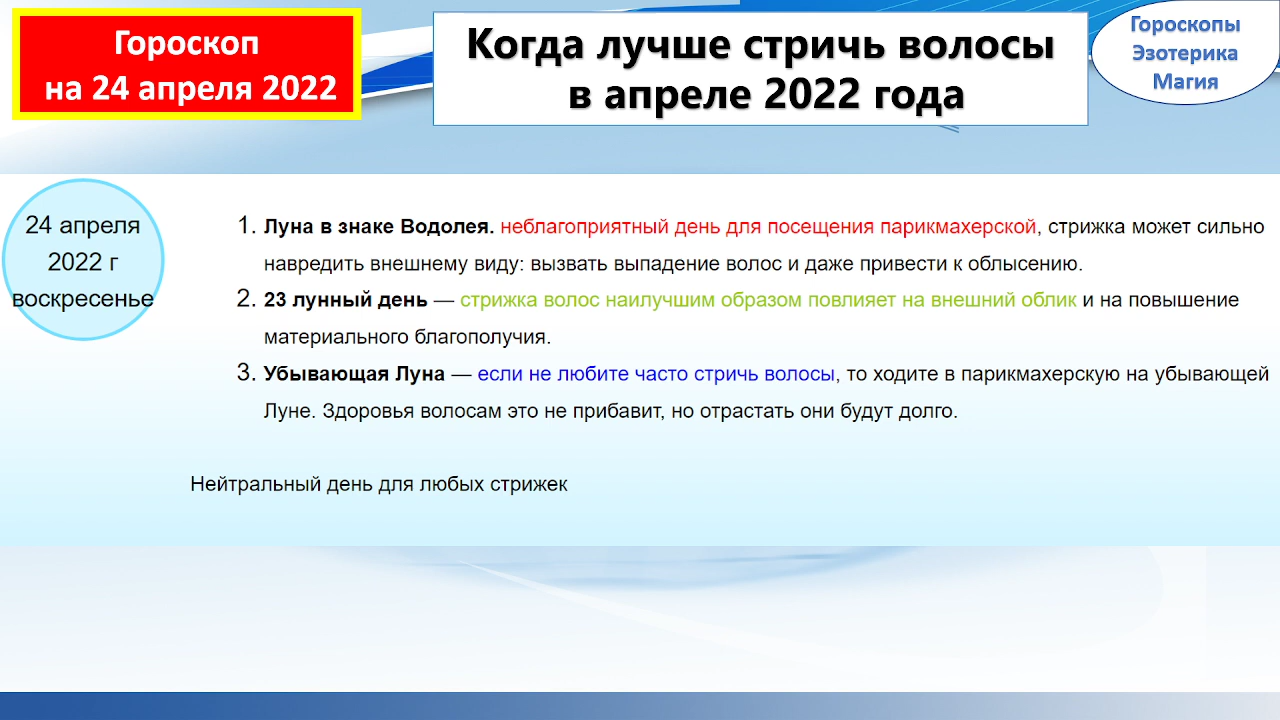 Гороскоп
на 24 апреля 2022
Когда лучше стричь волосы
в апреле 2022 года
Гороскопы
Эзотерика
Магия
24 апреля
2022 г
воскресенье
1. Луна в знаке Водолея. неблагоприятный день для посещения парикмахерской, стрижка может сильно
навредить внешнему виду: вызвать выпадение волос и даже привести к облысению.
2. 23 лунный день — стрижка волос наилучшим образом повлияет на внешний облик и на повышение
материального благополучия.
3. Убывающая Луна — если не любите часто стричь волосы, то ходите в парикмахерскую на убывающей
Луне. Здоровья волосам это не прибавит, но отрастать они будут долго.
Нейтральный день для любых стрижек